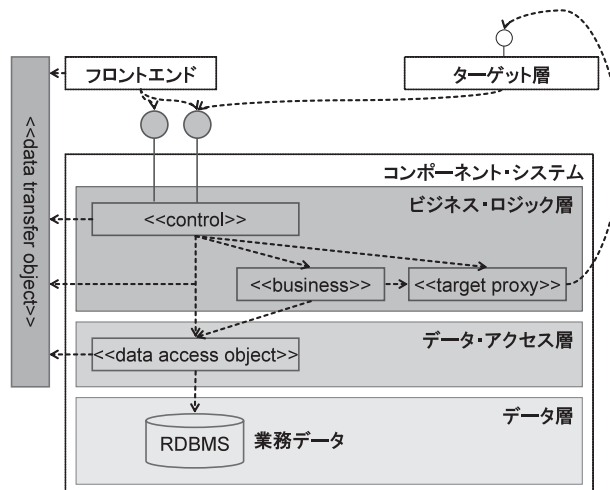 フロントエンド
ターゲット層
<<data transfer object>>
コンポーネント・システム
ビジネス・ロジック層
<<control>>
<<business>>
<<target proxy>>
データ・アクセス層
<<data access object>>
データ層
RDBMS
業務データ